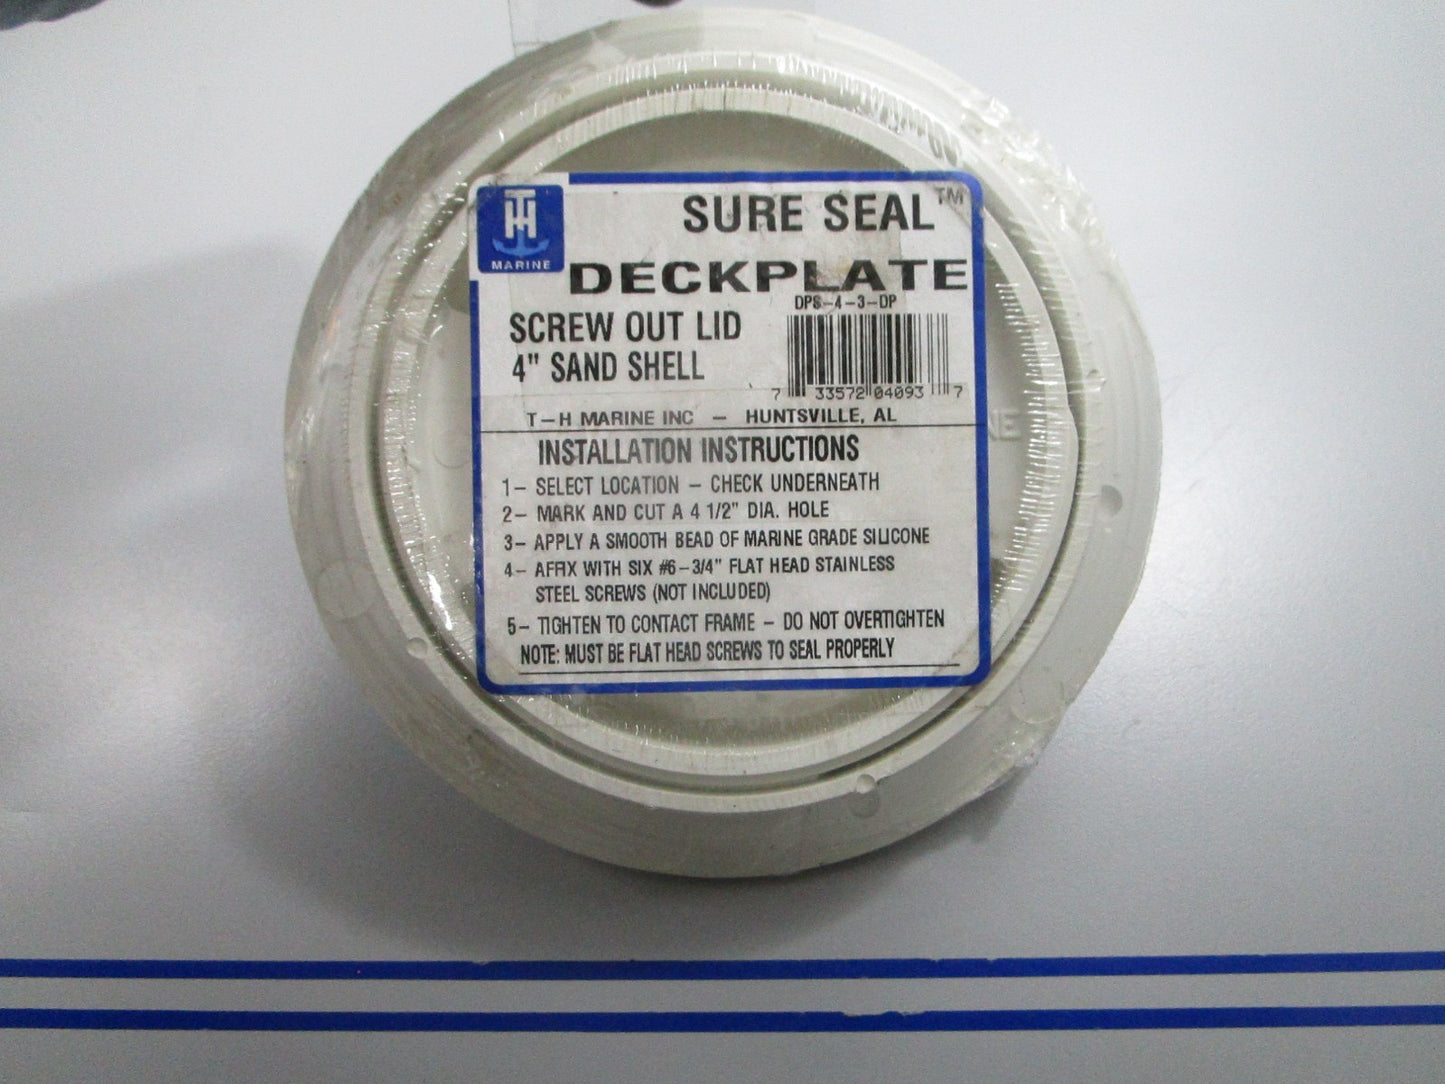 TH
MARINE
SURE SEAL™
DECKPLATE
DPS-4-3-DP
SCREW OUT LID
4" SAND SHELL
7 33572 04093 7
T-H MARINE INC - HUNTSVILLE, AL
INSTALLATION INSTRUCTIONS
1- SELECT LOCATION - CHECK UNDERNEATH
2- MARK AND CUT A 4 1/2" DIA. HOLE
3- APPLY A SMOOTH BEAD OF MARINE GRADE SILICONE
4- AFFIX WITH SIX #6-3/4" FLAT HEAD STAINLESS
STEEL SCREWS (NOT INCLUDED)
5- TIGHTEN TO CONTACT FRAME - DO NOT OVERTIGHTEN
NOTE: MUST BE FLAT HEAD SCREWS TO SEAL PROPERLY